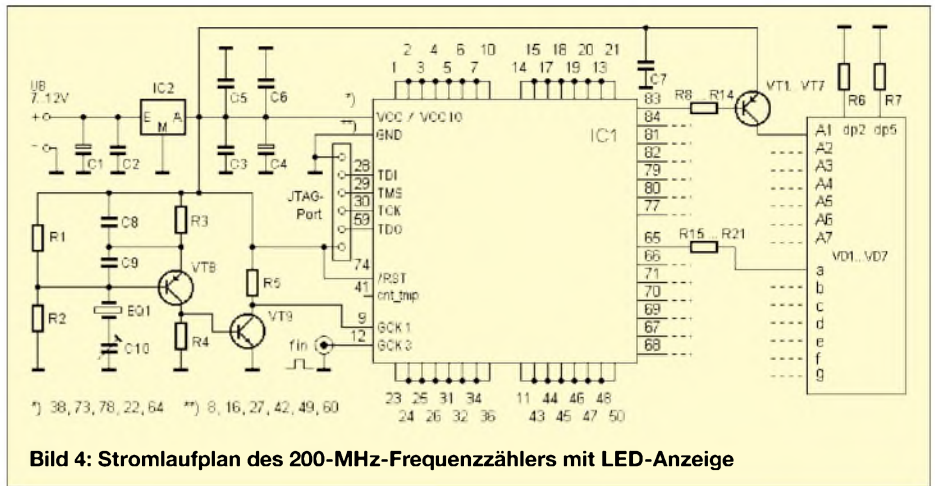 2 4 6 10
1 3 5 7
15 18 20 21
14 17 19 13
UB
7..12V
+
-
IC2
E A
M
C1
C2
C5
C6
C3
C4
C7
*)
**)
VCC / VCC10
GND
IC1
28 TDI
29 TMS
30 TCK
59 TDO
JTAG-
Port
74 /RST
41 cnt_tmp
9 GCK1
12 GCK3
fin
83
84
81
82
79
80
77
65
66
71
70
69
67
68
R8 R14
VT1...VT7
R6
R7
A1 dp2 dp5
A2
A3
A4
A5
A6
A7
VD1...VD7
R15 ... R21
a
b
c
d
e
f
g
R1
R2
C8
C9
EQ1
C10
R3
VT8
R4
R5
VT9
23 25 31 34
24 26 32 36
11 44 46 48
43 45 47 50
*) 38, 73, 78, 22, 64 **) 8, 16, 27, 42, 49, 60
Bild 4: Stromlaufplan des 200-MHz-Frequenzzählers mit LED-Anzeige